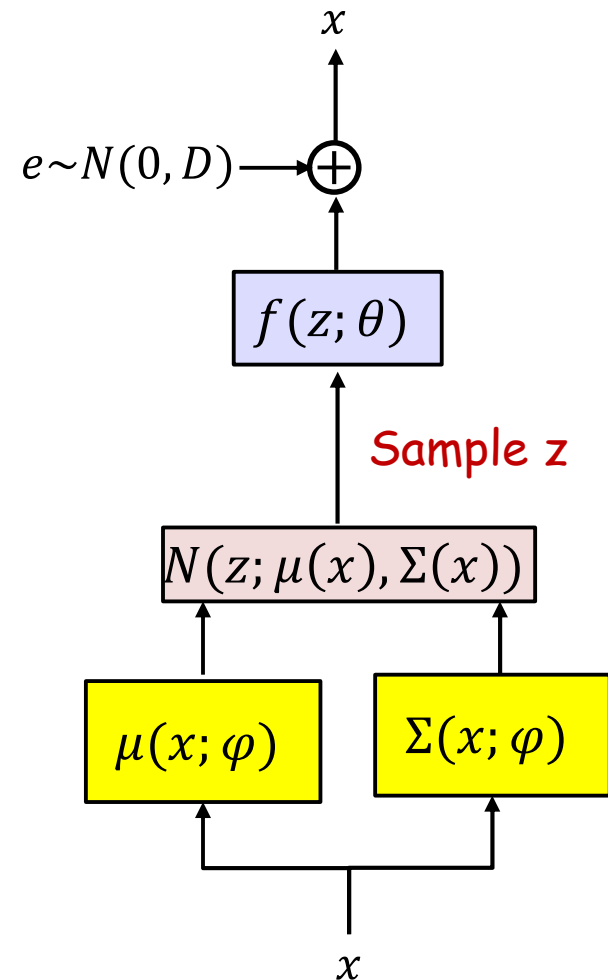 x
e~N(0, D)
+
f(z; θ)
Sample z
N(z; μ(x), Σ(x))
μ(x; φ) Σ(x; φ)
x